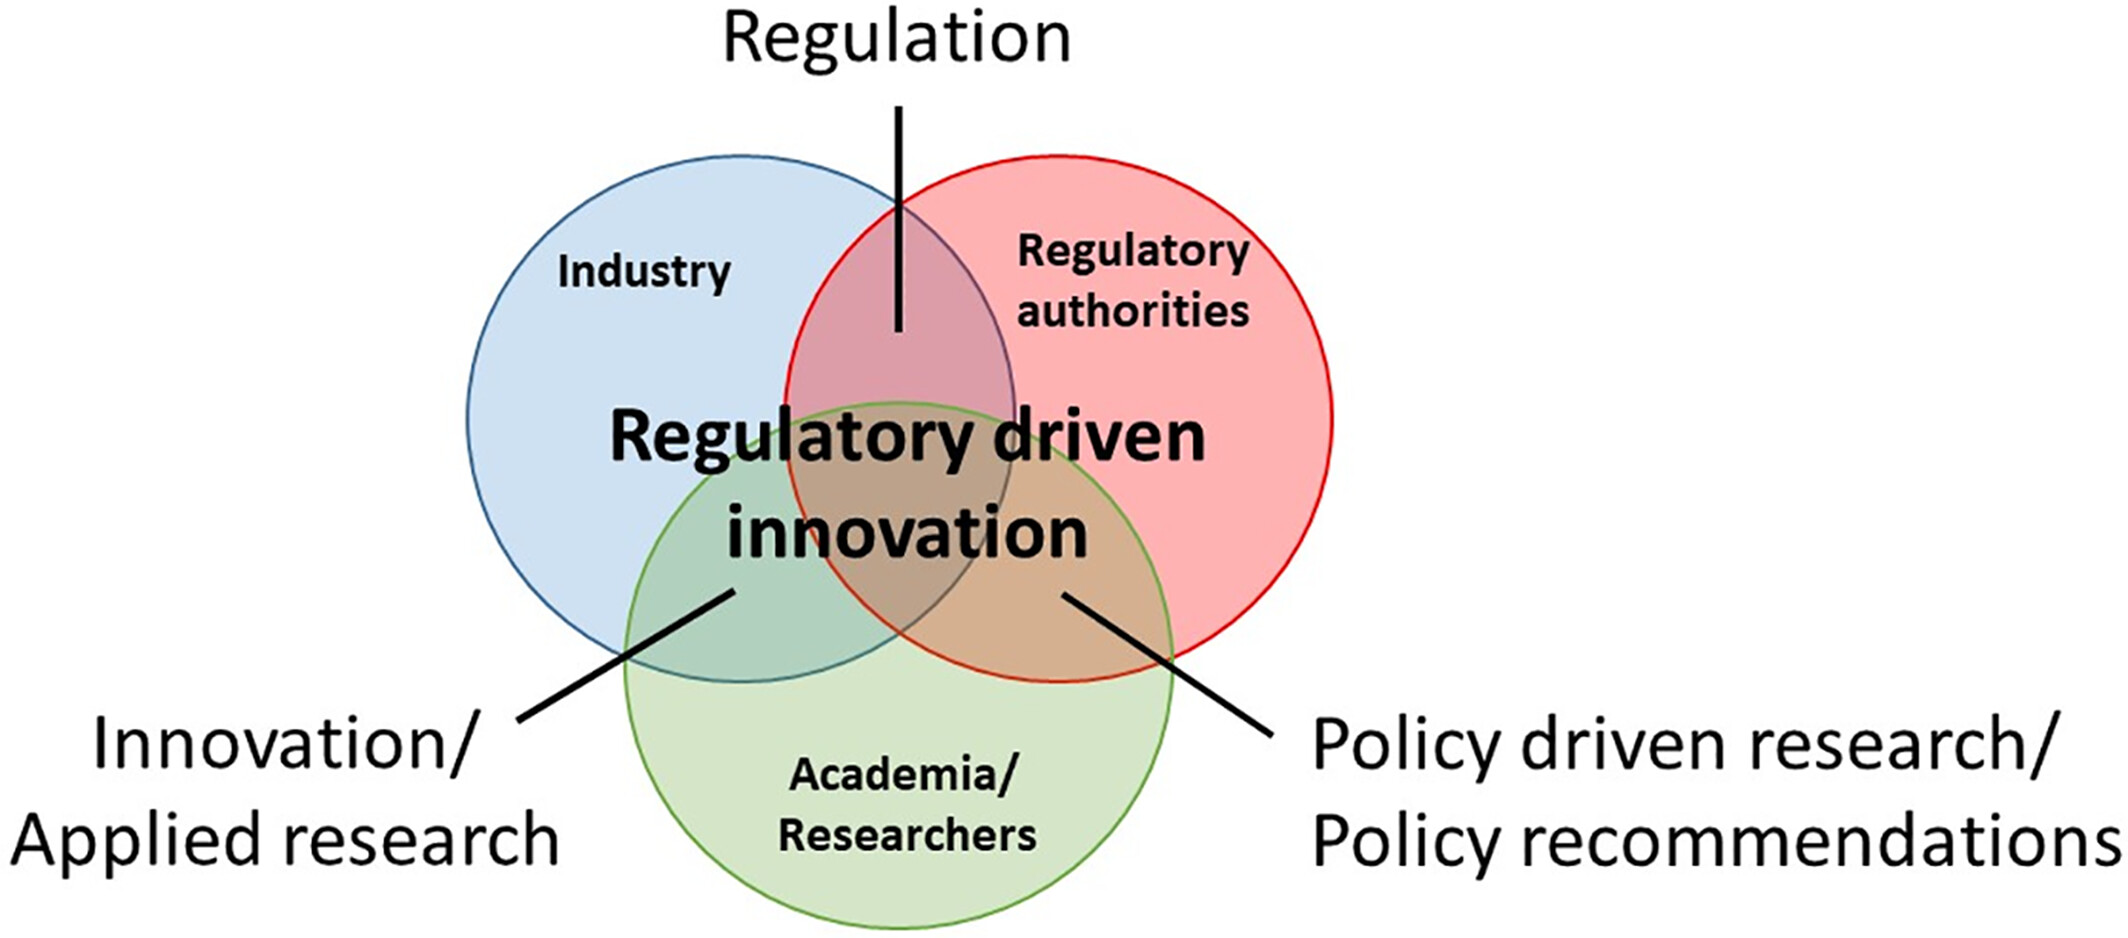 Regulation
Industry
Regulatory
authorities
Regulatory driven
innovation
Innovation/
Applied research
Academia/
Researchers
Policy driven research/
Policy recommendations